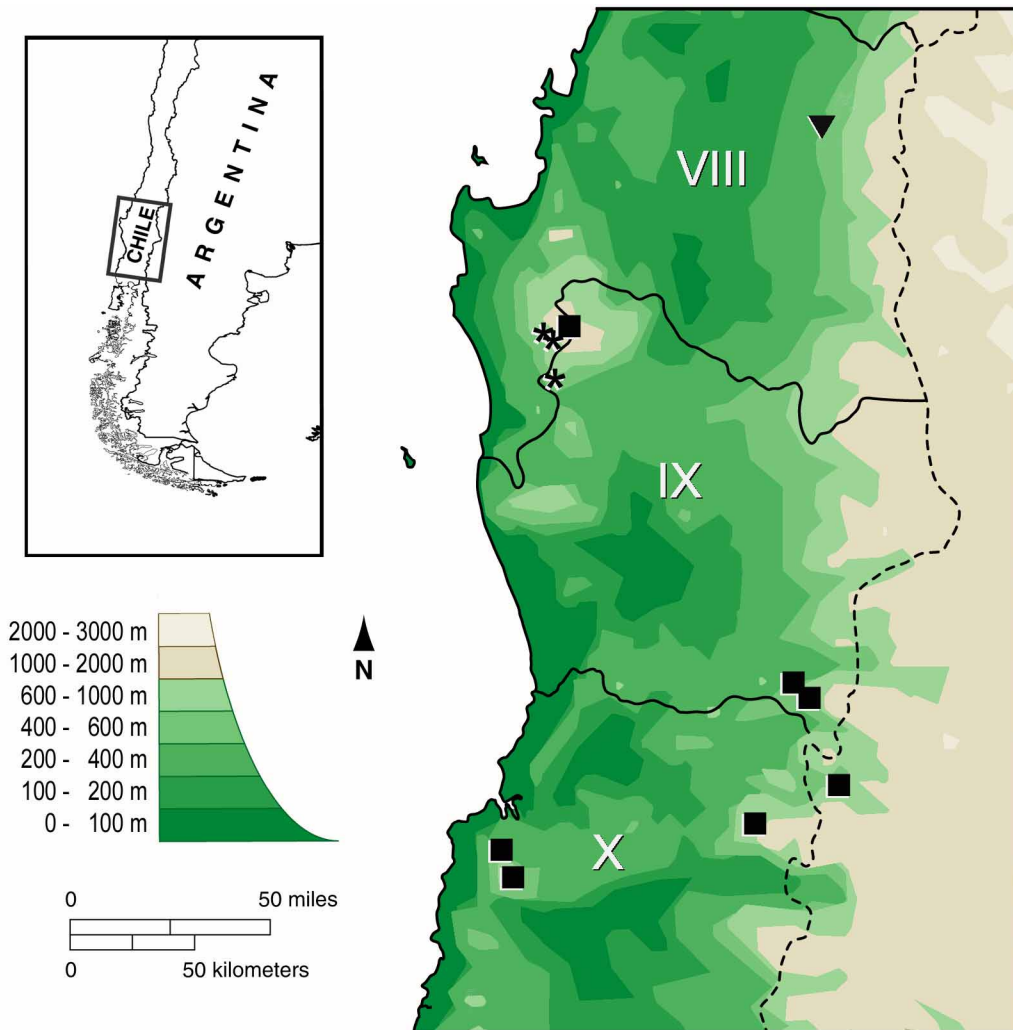 CHILE
ARGENTINA
VIII
IX
X
2000 - 3000 m
1000 - 2000 m
600 - 1000 m
400 - 600 m
200 - 400 m
100 - 200 m
0 - 100 m
N
0 50 miles
0 50 kilometers